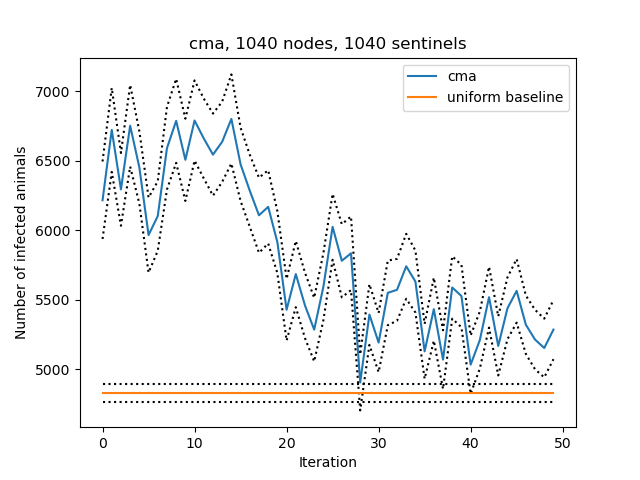 cma, 1040 nodes, 1040 sentinels
cma
uniform baseline
7000
6500
6000
5500
5000
Number of infected animals
0
10
20
30
40
50
Iteration